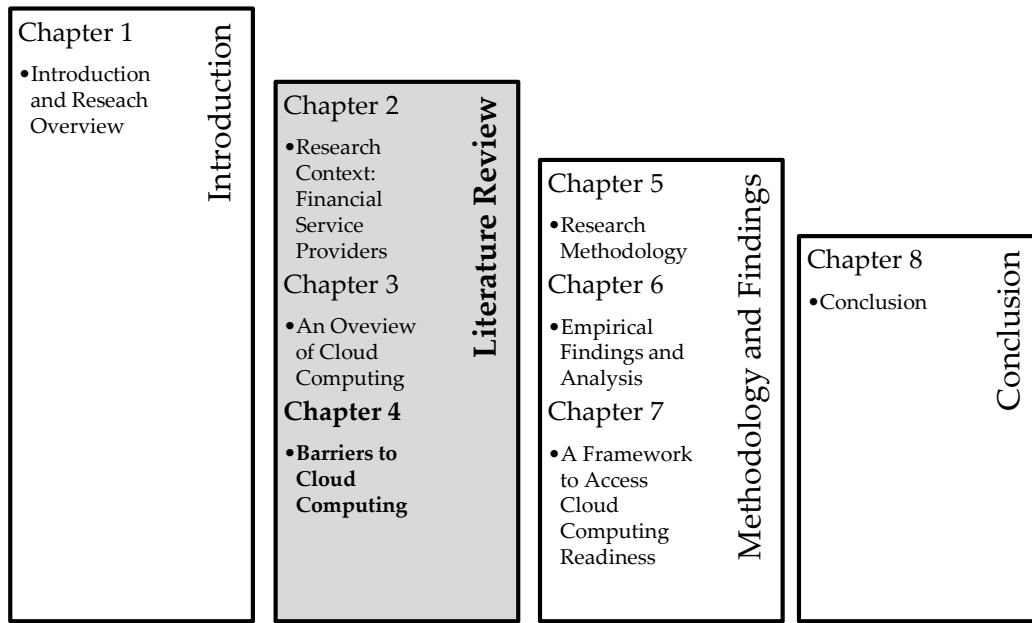 Chapter 1
•Introduction
and Reseach
Overview
Introduction
Chapter 2
•Research
Context:
Financial
Service
Providers
Chapter 3
•An Oveview
of Cloud
Computing
Chapter 4
•Barriers to
Cloud
Computing
Literature Review
Chapter 5
•Research
Methodology
Chapter 6
•Empirical
Findings and
Analysis
Chapter 7
•A Framework
to Access
Cloud
Computing
Readiness
Methodology and Findings
Chapter 8
•Conclusion
Conclusion